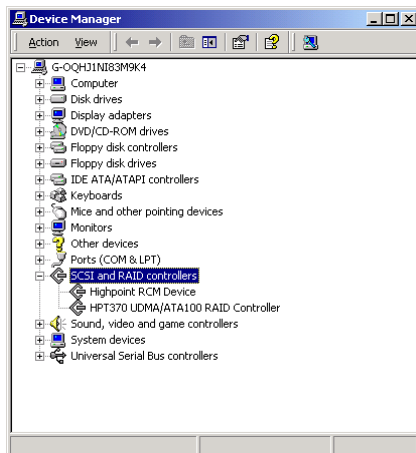 Device Manager
Action View
G-OQHJ1NI83M9K4
Computer
Disk drives
Display adapters
DVD/CD-ROM drives
Floppy disk controllers
Floppy disk drives
IDE ATA/ATAPI controllers
Keyboards
Mice and other pointing devices
Monitors
Other devices
Ports (COM & LPT)
SCSI and RAID controllers
Highpoint RCM Device
HPT370 UDMA/ATA100 RAID Controller
Sound, video and game controllers
System devices
Universal Serial Bus controllers